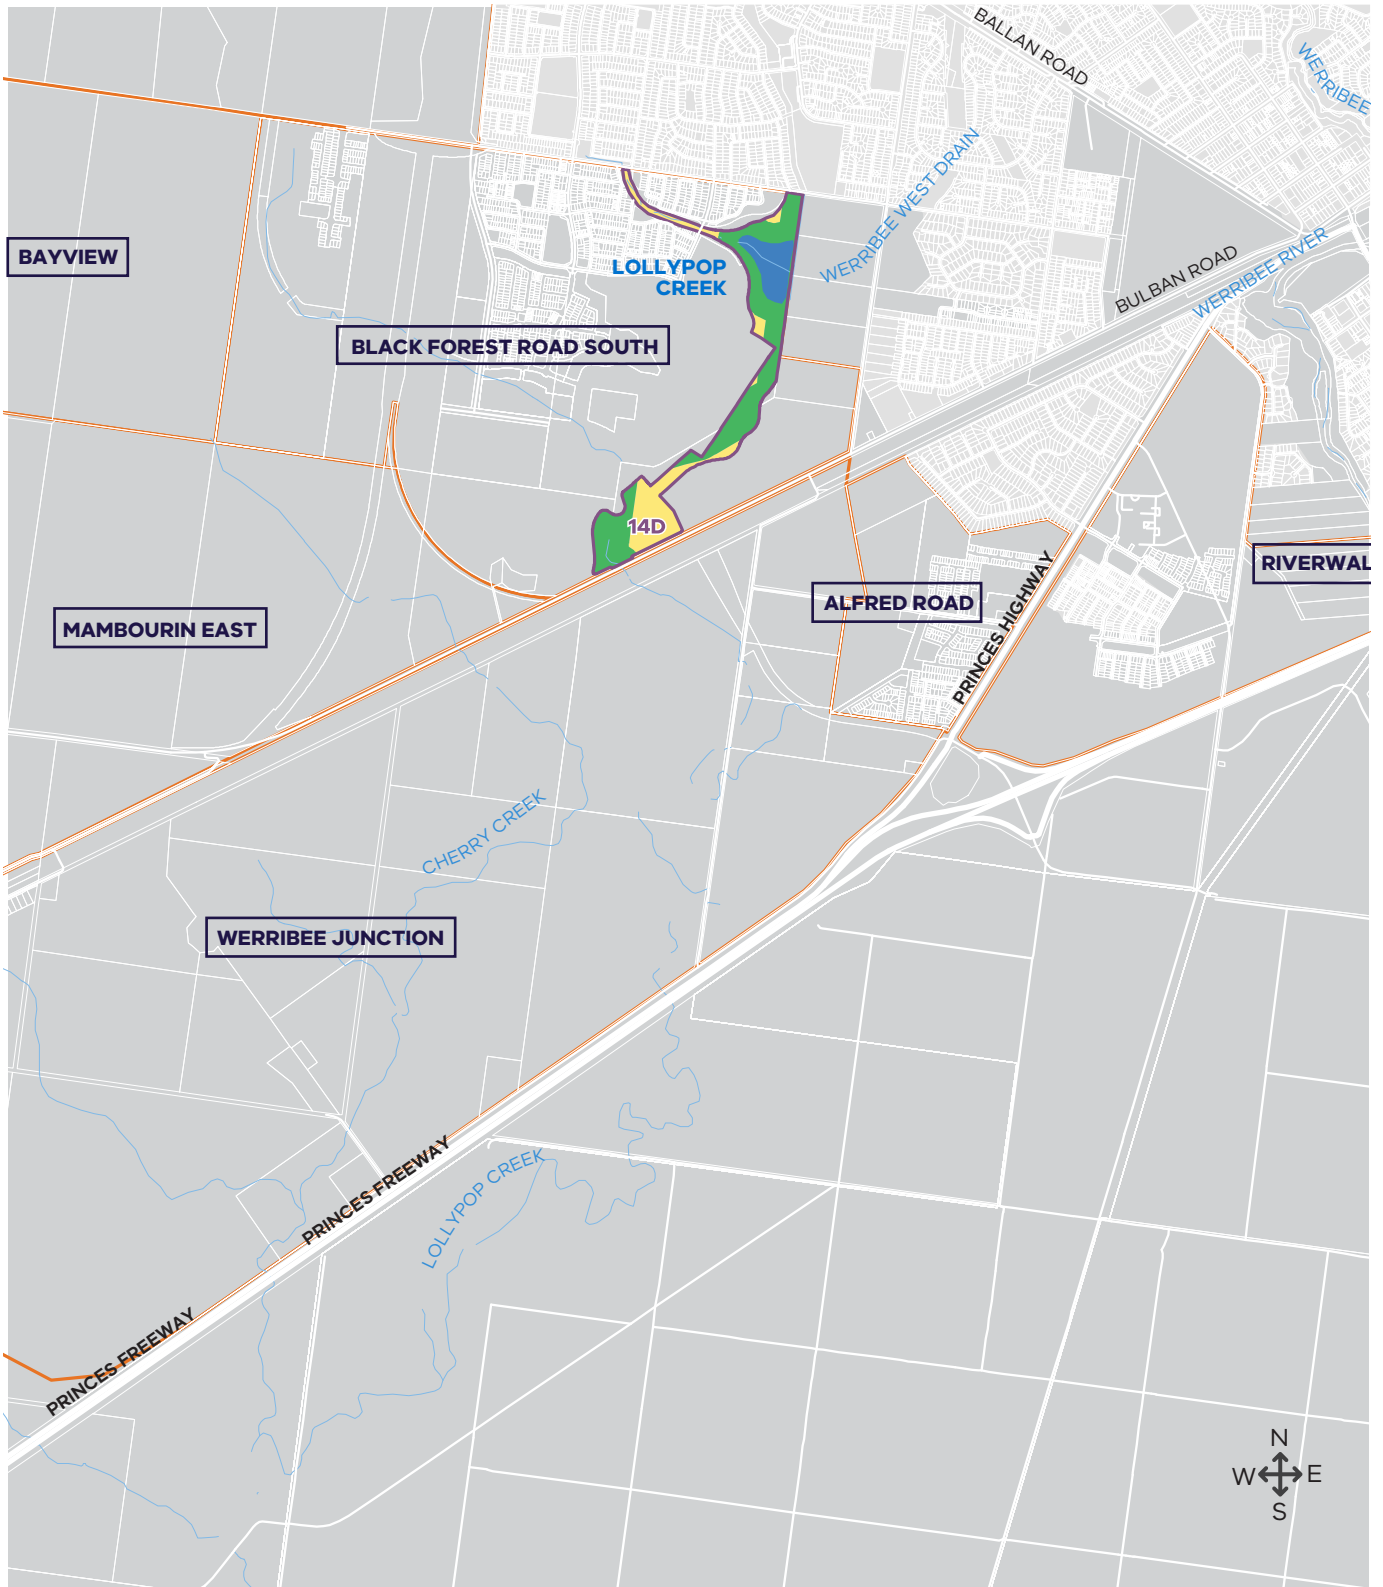 BALLAN ROAD
WERRIBEE
WERRIBEE WEST DRAIN
BAYVIEW
LOLLYPOP
CREEK
BULBAN ROAD
WERRIBEE RIVER
BLACK FOREST ROAD SOUTH
14D
RIVERWAL
ALFRED ROAD
PRINCES HIGHWAY
MAMBOURIN EAST
CHERRY CREEK
WERRIBEE JUNCTION
PRINCES FREEWAY
LOLLYPOP CREEK
PRINCES FREEWAY
N
W E
S